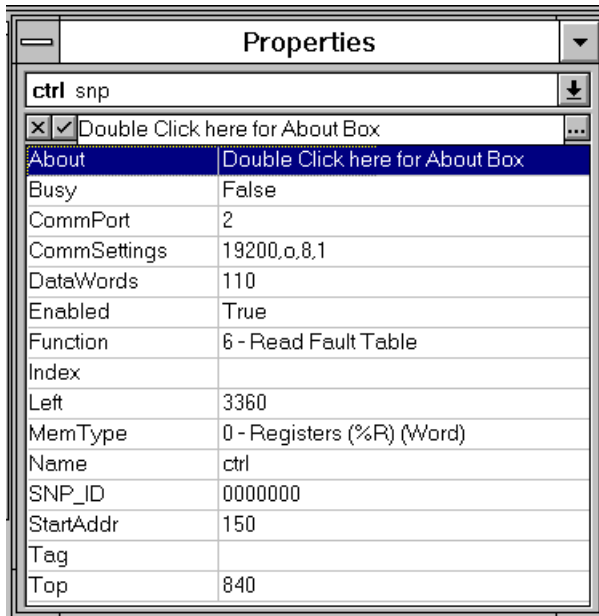 Properties
ctrl snp
Double Click here for About Box ...
About Double Click here for About Box
Busy False
CommPort 2
CommSettings 19200,o,8,1
DataWords 110
Enabled True
Function 6 - Read Fault Table
Index
Left 3360
MemType 0 - Registers (%R) (Word)
Name ctrl
SNP_ID 0000000
StartAddr 150
Tag
Top 840